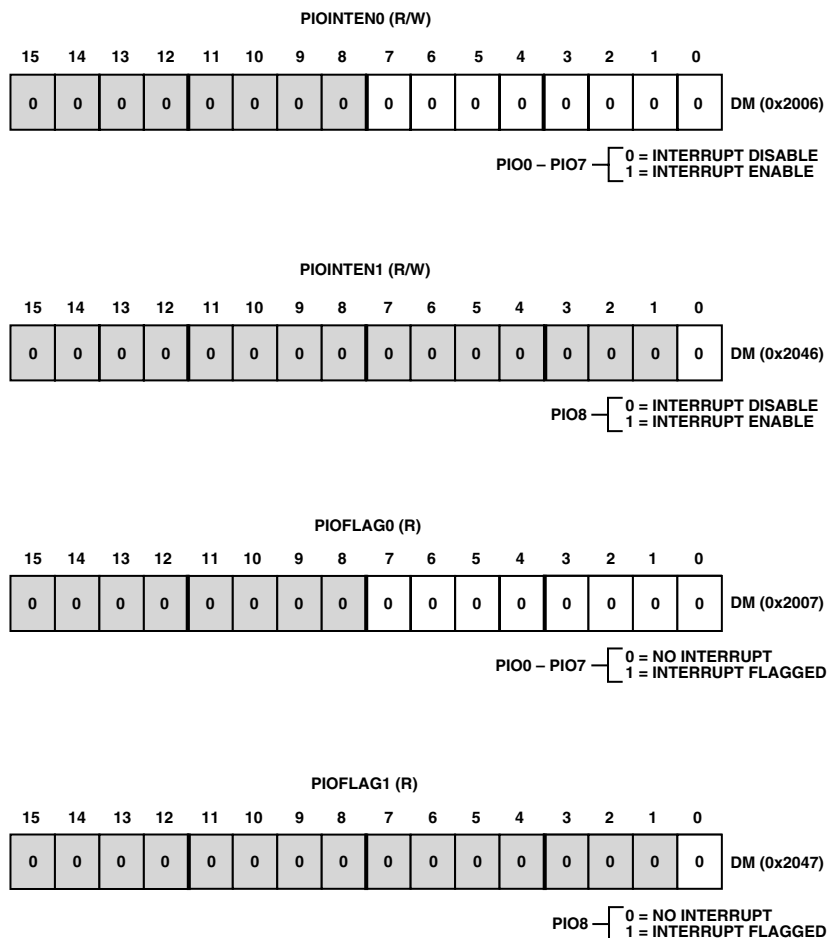 PIOINTEN0 (R/W)
15 14 13 12 11 10 9 8 7 6 5 4 3 2 1 0
0 0 0 0 0 0 0 0 0 0 0 0 0 0 0 0 DM (0x2006)
PIO0 – PIO7 0 = INTERRUPT DISABLE
1 = INTERRUPT ENABLE
PIOINTEN1 (R/W)
15 14 13 12 11 10 9 8 7 6 5 4 3 2 1 0
0 0 0 0 0 0 0 0 0 0 0 0 0 0 0 0 DM (0x2046)
PIO8 0 = INTERRUPT DISABLE
1 = INTERRUPT ENABLE
PIOFLAG0 (R)
15 14 13 12 11 10 9 8 7 6 5 4 3 2 1 0
0 0 0 0 0 0 0 0 0 0 0 0 0 0 0 0 DM (0x2007)
PIO0 – PIO7 0 = NO INTERRUPT
1 = INTERRUPT FLAGGED
PIOFLAG1 (R)
15 14 13 12 11 10 9 8 7 6 5 4 3 2 1 0
0 0 0 0 0 0 0 0 0 0 0 0 0 0 0 0 DM (0x2047)
PIO8 0 = NO INTERRUPT
1 = INTERRUPT FLAGGED